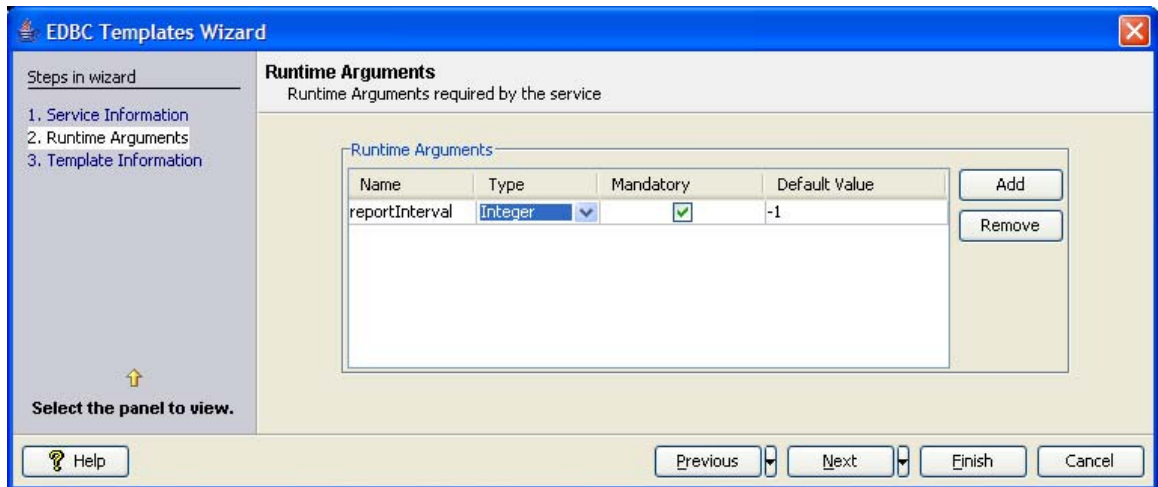 EDBC Templates Wizard
Steps in wizard
1. Service Information
2. Runtime Arguments
3. Template Information
Select the panel to view.
Runtime Arguments
Runtime Arguments required by the service
Runtime Arguments
Name Type Mandatory Default Value
reportInterval Integer -1
Add
Remove
? Help
Previous Next Finish Cancel